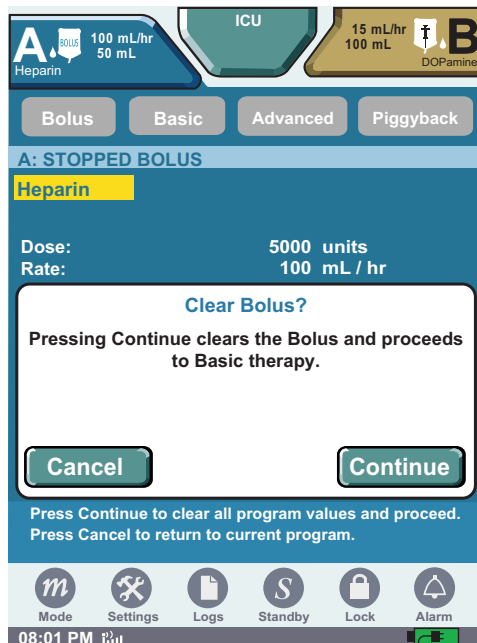 ICU
A
BOLUS
100 mL/hr
50 mL
Heparin
15 mL/hr
100 mL
B
DOPamine
Bolus Basic Advanced Piggyback
A: STOPPED BOLUS
Heparin
Dose: 5000 units
Rate: 100 mL / hr
Clear Bolus?
Pressing Continue clears the Bolus and proceeds
to Basic therapy.
Cancel Continue
Press Continue to clear all program values and proceed.
Press Cancel to return to current program.
m S
Mode Settings Logs Standby Lock Alarm
08:01 PM